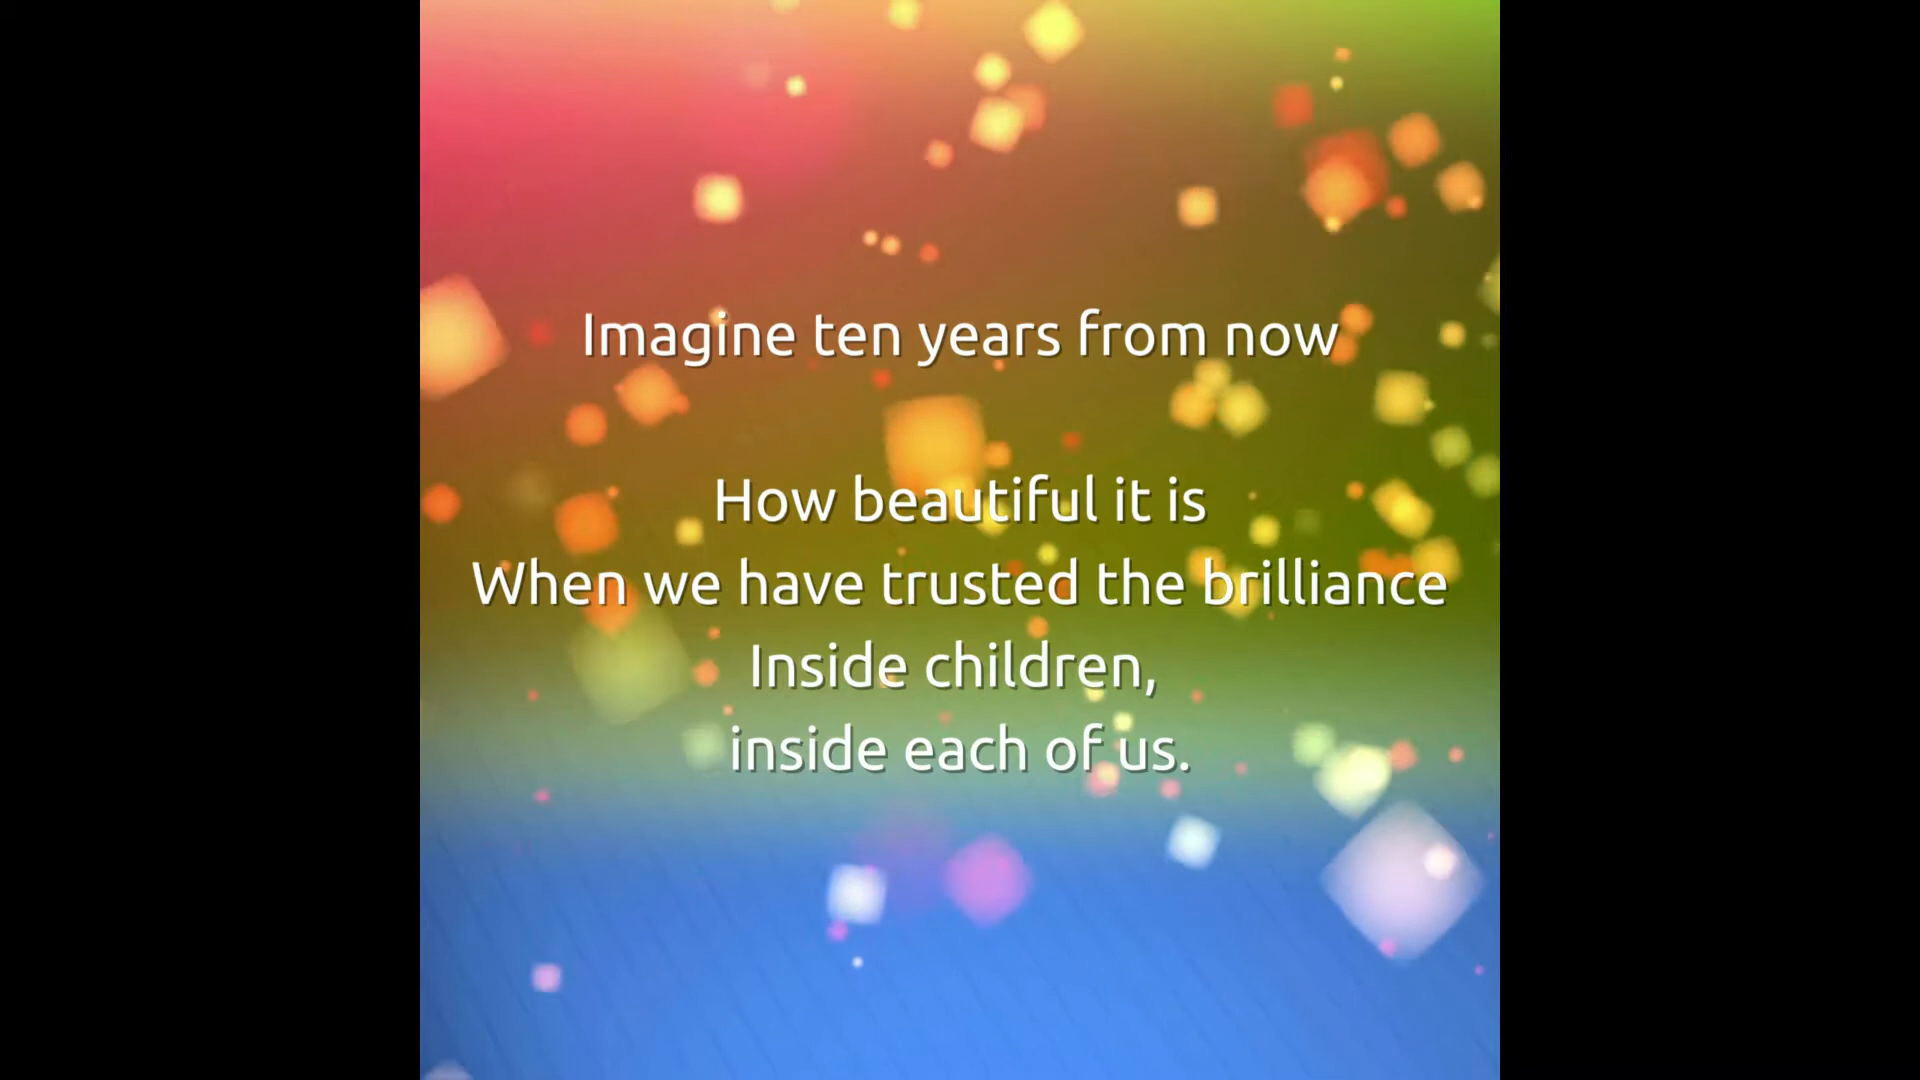 Imagine ten years from now
How beautiful it is
When we have trusted the brilliance
Inside children,
inside each of us.